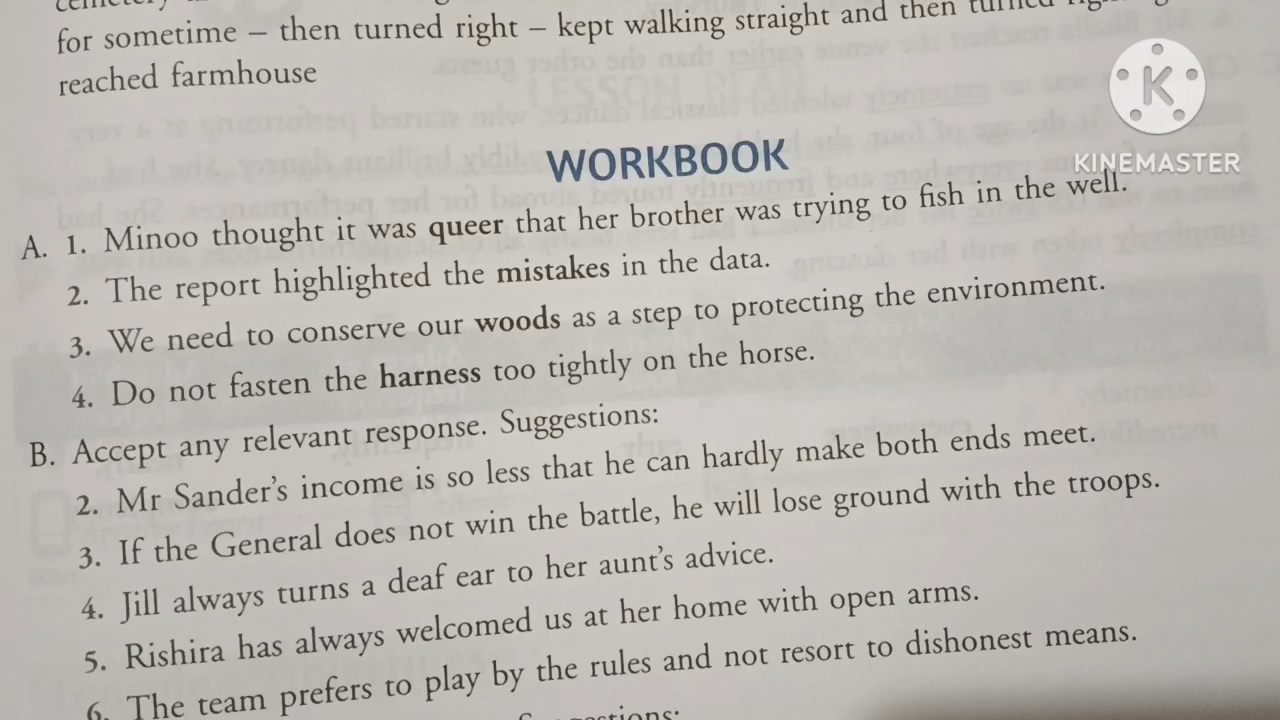 cemetery
for sometime – then turned right – kept walking straight and then turned
reached farmhouse
K
KINEMASTER
WORKBOOK
A. 1. Minoo thought it was queer that her brother was trying to fish in the well.
2. The report highlighted the mistakes in the data.
3. We need to conserve our woods as a step to protecting the environment.
4. Do not fasten the harness too tightly on the horse.
B. Accept any relevant response. Suggestions:
2. Mr Sander's income is so less that he can hardly make both ends meet.
3. If the General does not win the battle, he will lose ground with the troops.
4. Jill always turns a deaf ear to her aunt's advice.
5. Rishira has always welcomed us at her home with open arms.
6. The team prefers to play by the rules and not resort to dishonest means.
Suggestions: